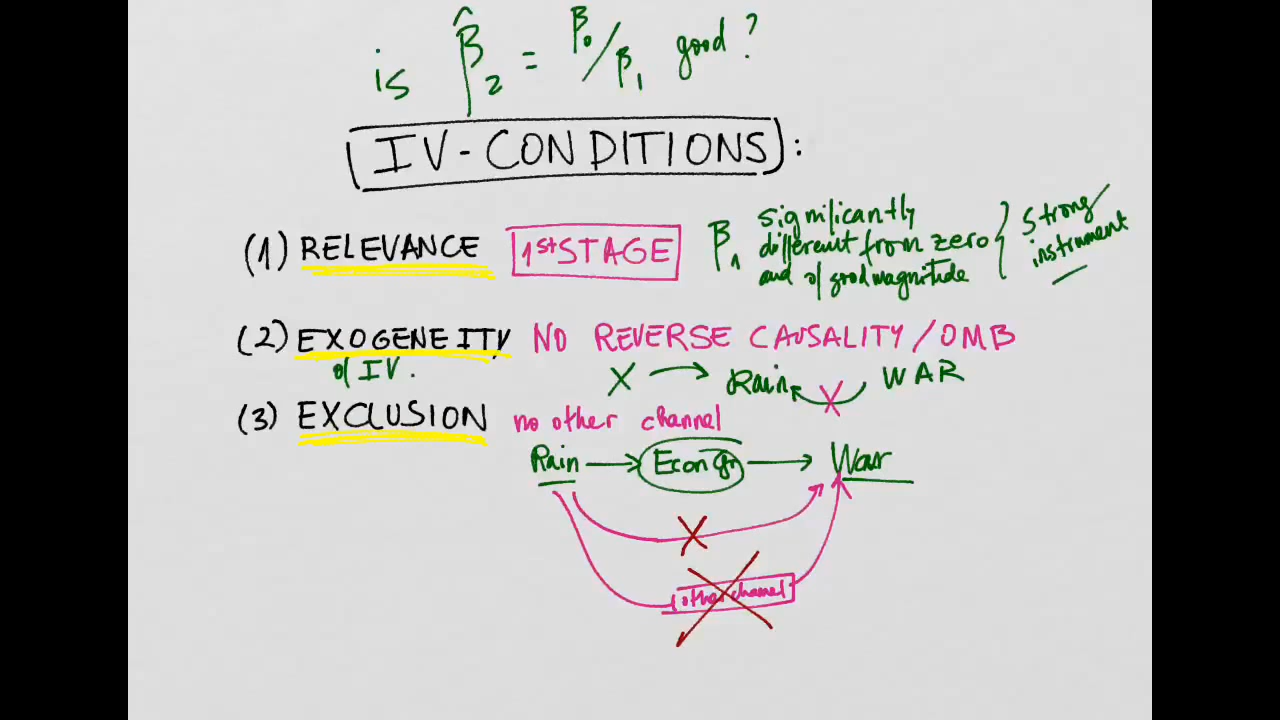 is β̂₂ = β₀/β₁ good?
IV-CONDITIONS:
(1) RELEVANCE 1st STAGE β₁ significantly different from zero and of good magnitude } Strong instrument
(2) EXOGENEITY NO REVERSE CAUSALITY/OMB
of IV. X → Rain WAR
X
(3) EXCLUSION no other channel
Rain → Econ Gr → War
X
other channel